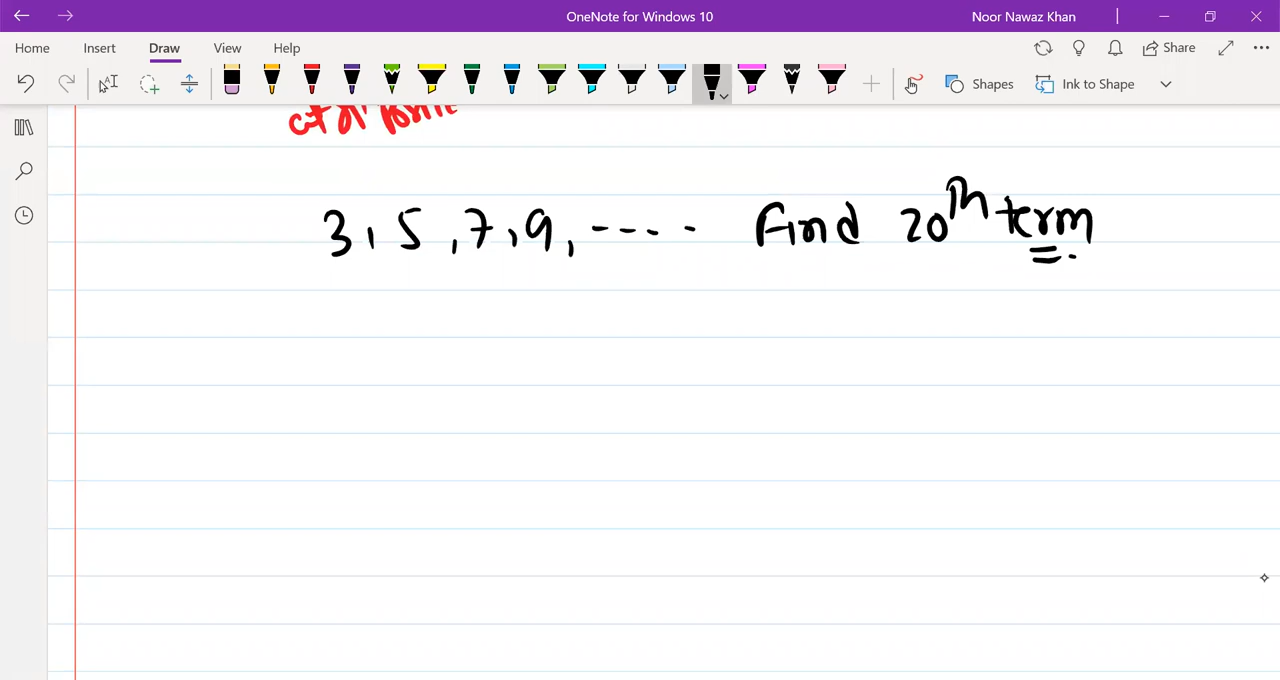 OneNote for Windows 10
Noor Nawaz Khan
Home Insert Draw View Help Share
Shapes Ink to Shape
3, 5, 7, 9, ----. Find 20th term